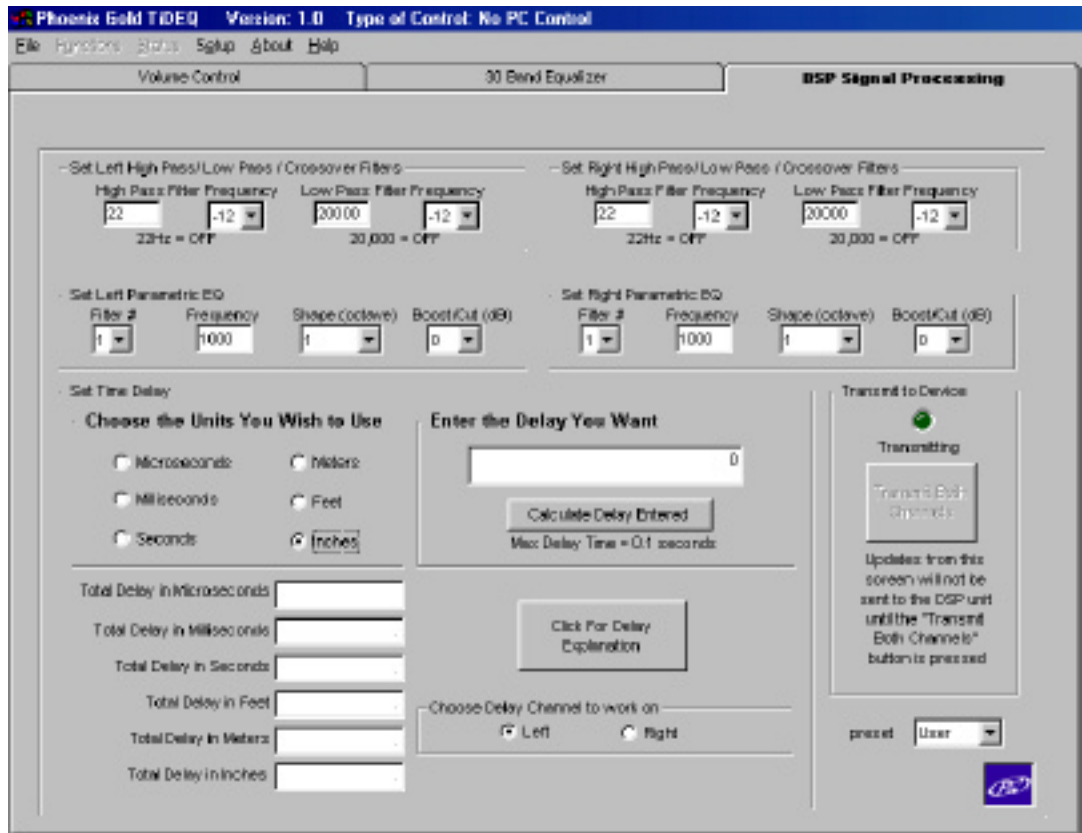 Phoenix Gold TiDEQ Version: 1.0 Type of Control: No PC Control
File Functions Status Setup About Help
Volume Control 30 Band Equalizer DSP Signal Processing
Set Left High Pass/Low Pass / Crossover Filters Set Right High Pass/Low Pass / Crossover Filters
High Pass Filter Frequency Low Pass Filter Frequency High Pass Filter Frequency Low Pass Filter Frequency
22 -12 20000 -12 22 -12 20000 -12
22Hz = OFF 20,000 = OFF 22Hz = OFF 20,000 = OFF
Set Left Parametric EQ Set Right Parametric EQ
Filter # Frequency Shape (octave) Boost/Cut (dB) Filter # Frequency Shape (octave) Boost/Cut (dB)
1 1000 1 0 1 1000 1 0
Set Time Delay
Choose the Units You Wish to Use
Microseconds Meters
Milliseconds Feet
Seconds Inches
Enter the Delay You Want
0
Calculate Delay Entered
Max Delay Time = 0.1 seconds
Transmit to Device
Transmitting
Transmit Both
Channels
Updates from this
screen will not be
sent to the DSP unit
until the "Transmit
Both Channels"
button is pressed
Total Delay in Microseconds
Total Delay in Milliseconds
Total Delay in Seconds
Total Delay in Feet
Total Delay in Meters
Total Delay in Inches
Click For Delay
Explanation
Choose Delay Channel to work on
Left Right
preset User